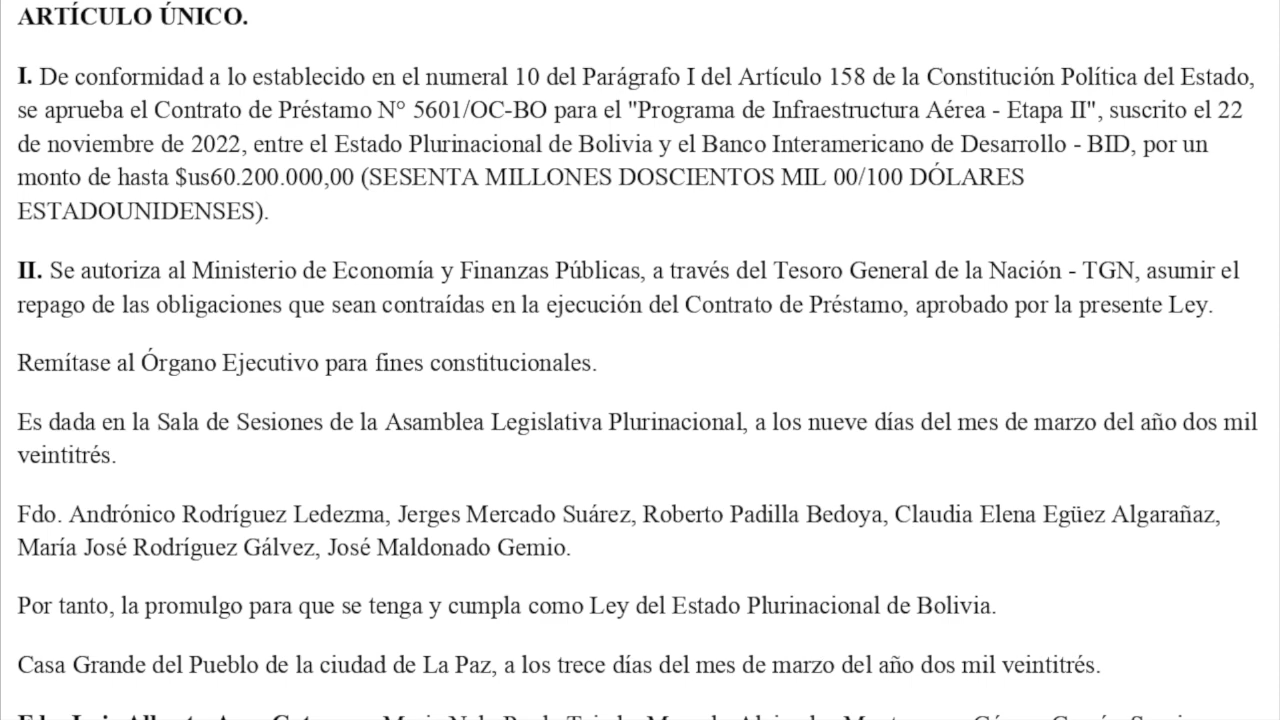 ARTÍCULO ÚNICO.
I. De conformidad a lo establecido en el numeral 10 del Parágrafo I del Artículo 158 de la Constitución Política del Estado,
se aprueba el Contrato de Préstamo N° 5601/OC-BO para el "Programa de Infraestructura Aérea - Etapa II", suscrito el 22
de noviembre de 2022, entre el Estado Plurinacional de Bolivia y el Banco Interamericano de Desarrollo - BID, por un
monto de hasta $us60.200.000,00 (SESENTA MILLONES DOSCIENTOS MIL 00/100 DÓLARES
ESTADOUNIDENSES).
II. Se autoriza al Ministerio de Economía y Finanzas Públicas, a través del Tesoro General de la Nación - TGN, asumir el
repago de las obligaciones que sean contraídas en la ejecución del Contrato de Préstamo, aprobado por la presente Ley.
Remítase al Órgano Ejecutivo para fines constitucionales.
Es dada en la Sala de Sesiones de la Asamblea Legislativa Plurinacional, a los nueve días del mes de marzo del año dos mil
veintitrés.
Fdo. Andrónico Rodríguez Ledezma, Jerges Mercado Suárez, Roberto Padilla Bedoya, Claudia Elena Egüez Algarañaz,
María José Rodríguez Gálvez, José Maldonado Gemio.
Por tanto, la promulgo para que se tenga y cumpla como Ley del Estado Plurinacional de Bolivia.
Casa Grande del Pueblo de la ciudad de La Paz, a los trece días del mes de marzo del año dos mil veintitrés.